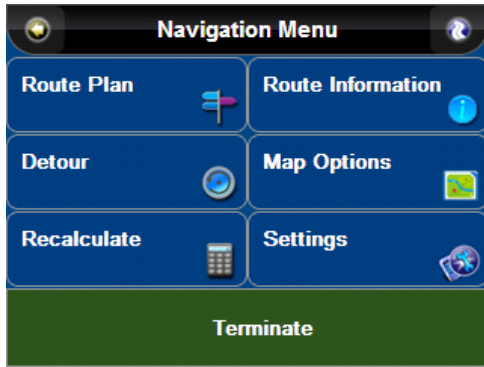 Navigation Menu
Route Plan
Route Information
Detour
Map Options
Recalculate
Settings
Terminate